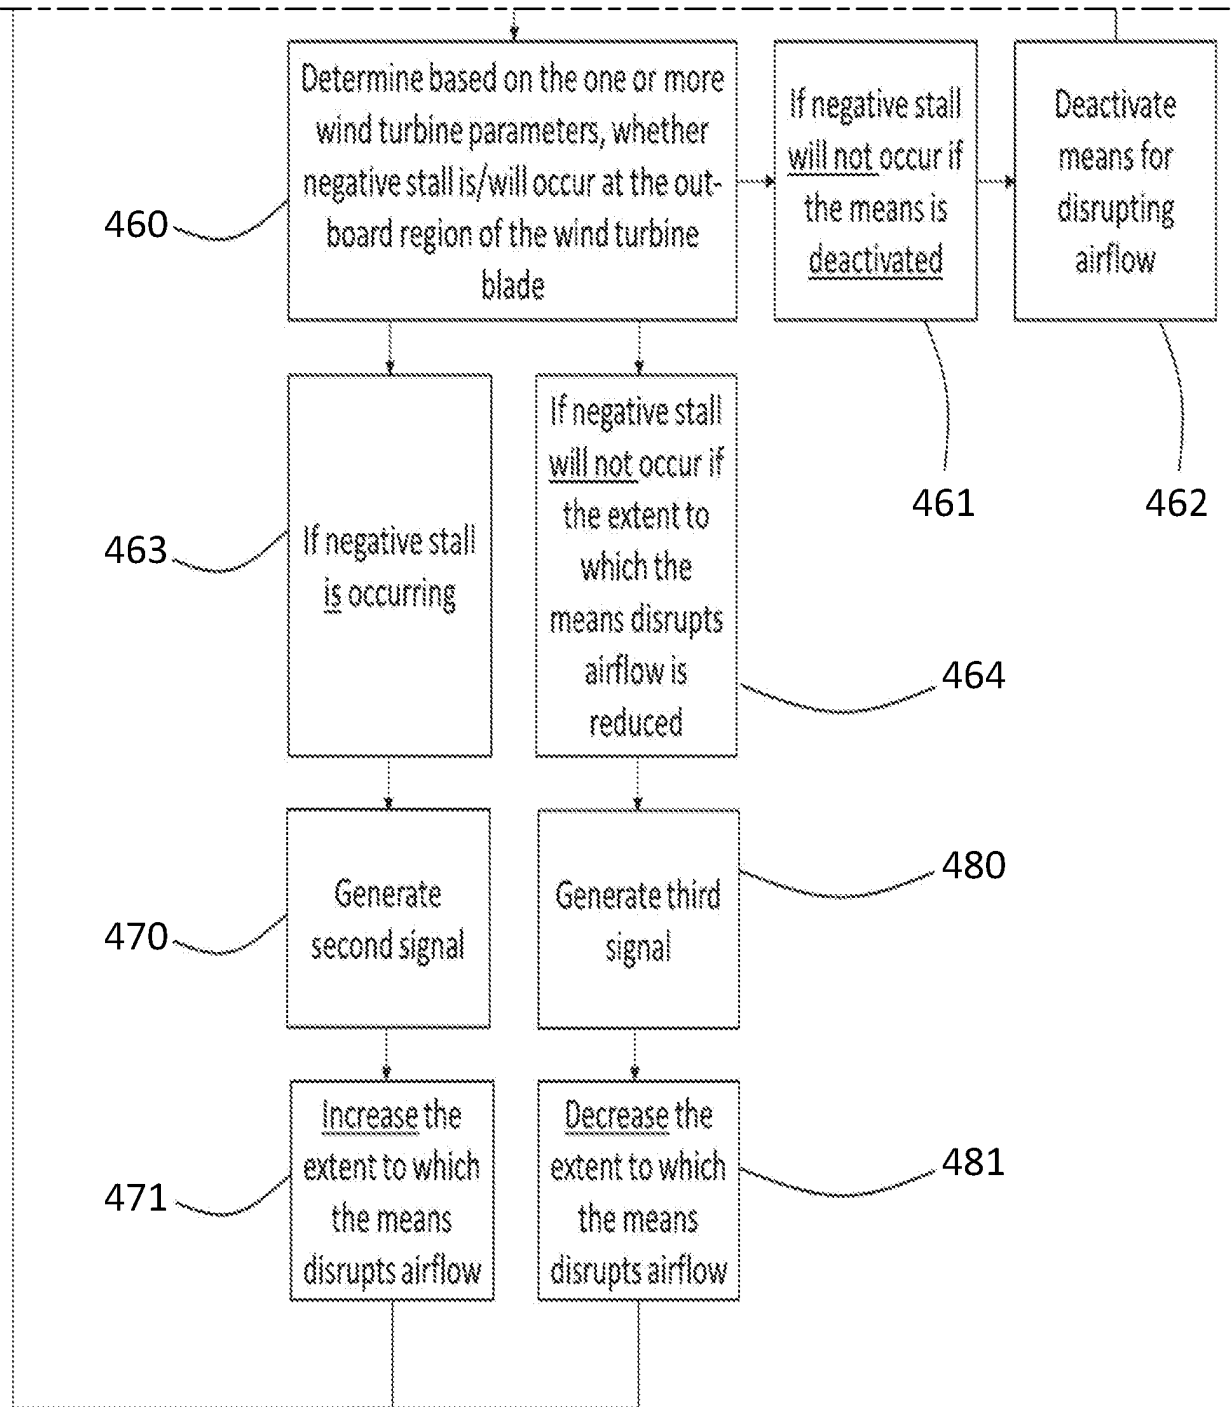 Determine based on the one or more
wind turbine parameters, whether
negative stall is/will occur at the out-
board region of the wind turbine
blade
If negative stall
will not occur if
the means is
deactivated
Deactivate
means for
disrupting
airflow
460
461
462
If negative stall
is occurring
If negative stall
will not occur if
the extent to
which the
means disrupts
airflow is
reduced
463
464
Generate
second signal
Generate third
signal
470
480
Increase the
extent to which
the means
disrupts airflow
Decrease the
extent to which
the means
disrupts airflow
471
481